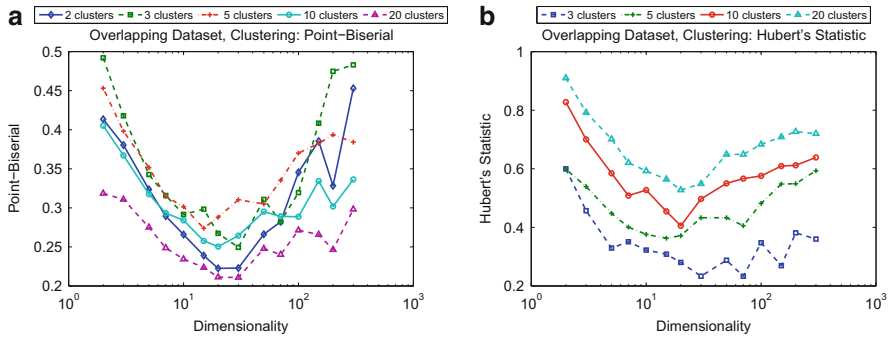 a
2 clusters 3 clusters 5 clusters 10 clusters 20 clusters
Overlapping Dataset, Clustering: Point−Biserial
0.5
0.45
0.4
0.35
0.3
0.25
0.2
Point−Biserial
10^0 10^1 10^2 10^3
Dimensionality
b
3 clusters 5 clusters 10 clusters 20 clusters
Overlapping Dataset, Clustering: Hubert's Statistic
1
0.8
0.6
0.4
0.2
Hubert's Statistic
10^0 10^1 10^2 10^3
Dimensionality